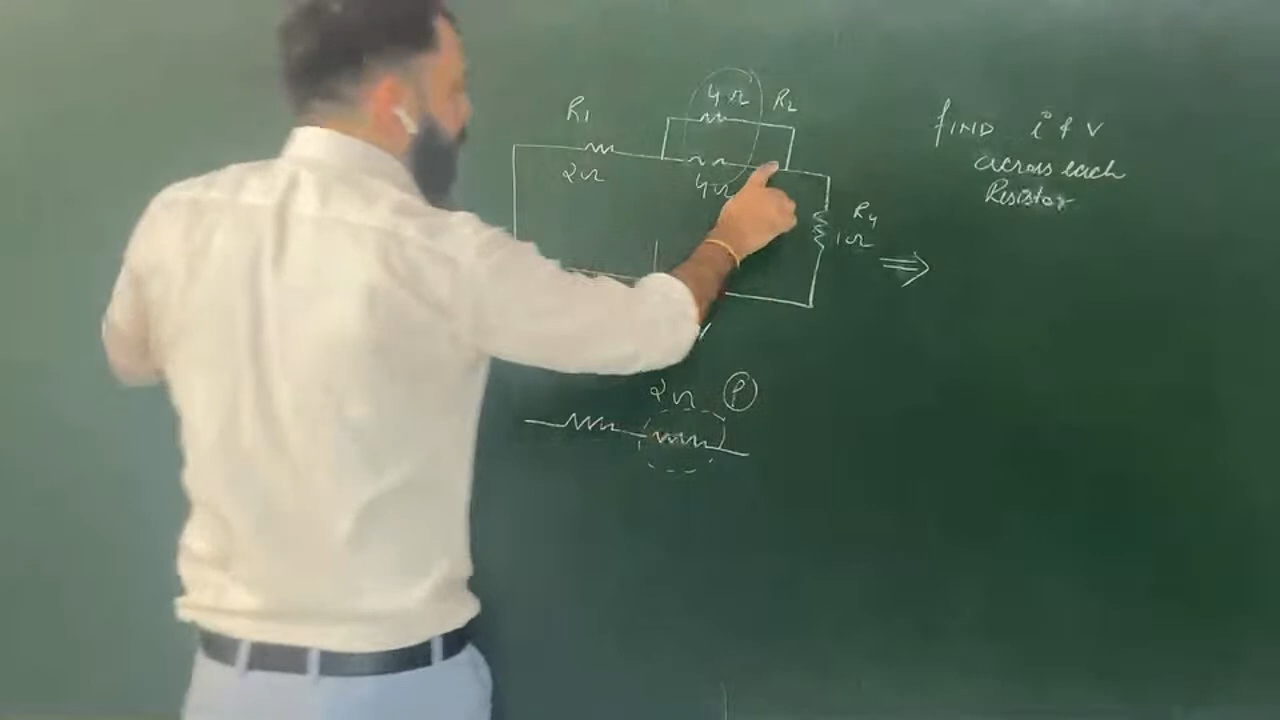 R1
2Ω
4Ω
R2
4Ω
R4
1Ω
⇒
FIND i & V
across each
Resistor
2Ω Ⓟ